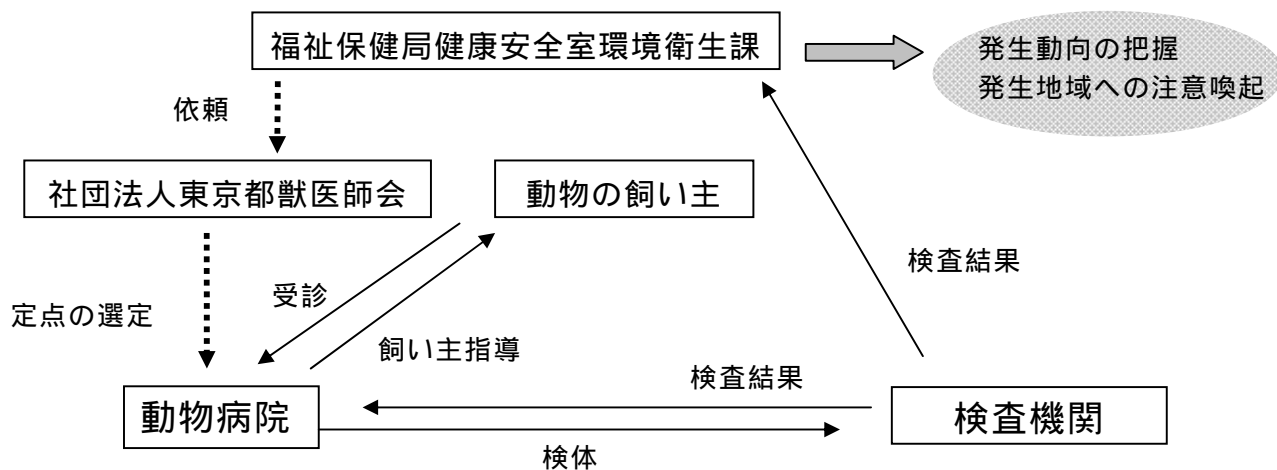 福祉保健局健康安全室環境衛生課
発生動向の把握
発生地域への注意喚起
依頼
社団法人東京都獣医師会
動物の飼い主
検査結果
受診
定点の選定
飼い主指導
検査結果
動物病院
検査機関
検体